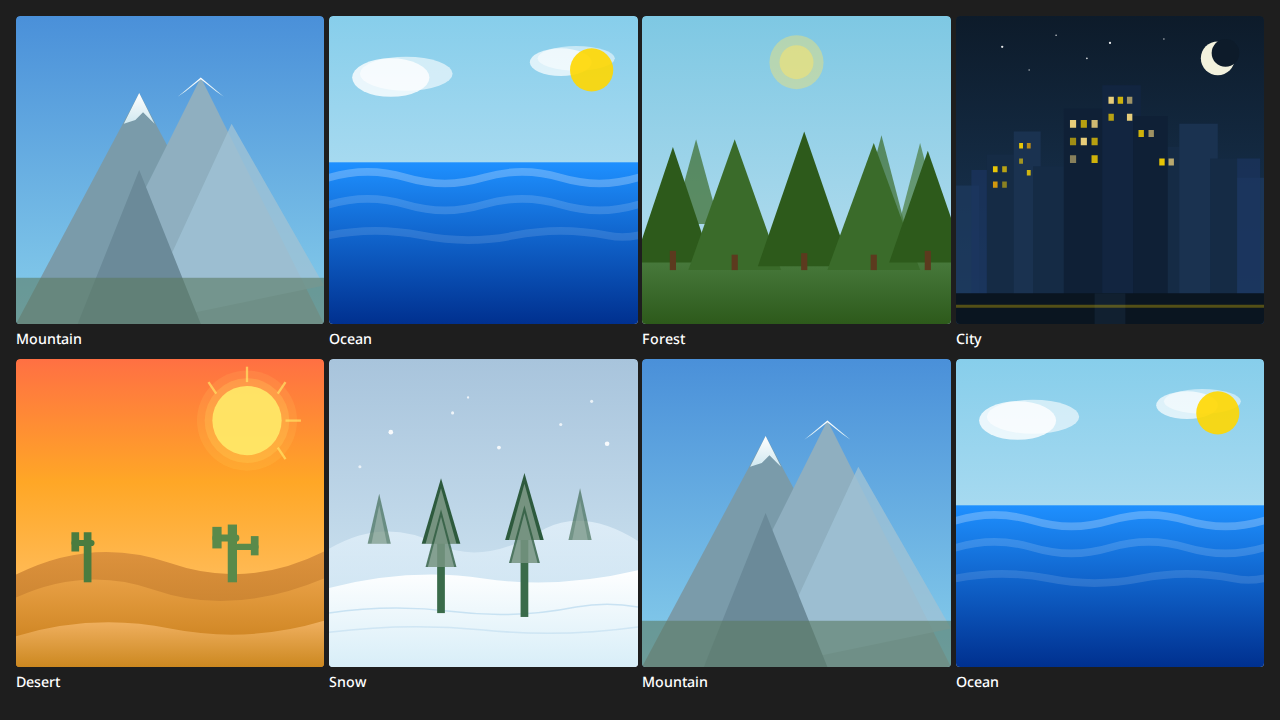 Mountain
Ocean
Forest
City
Desert
Snow
Mountain
Ocean